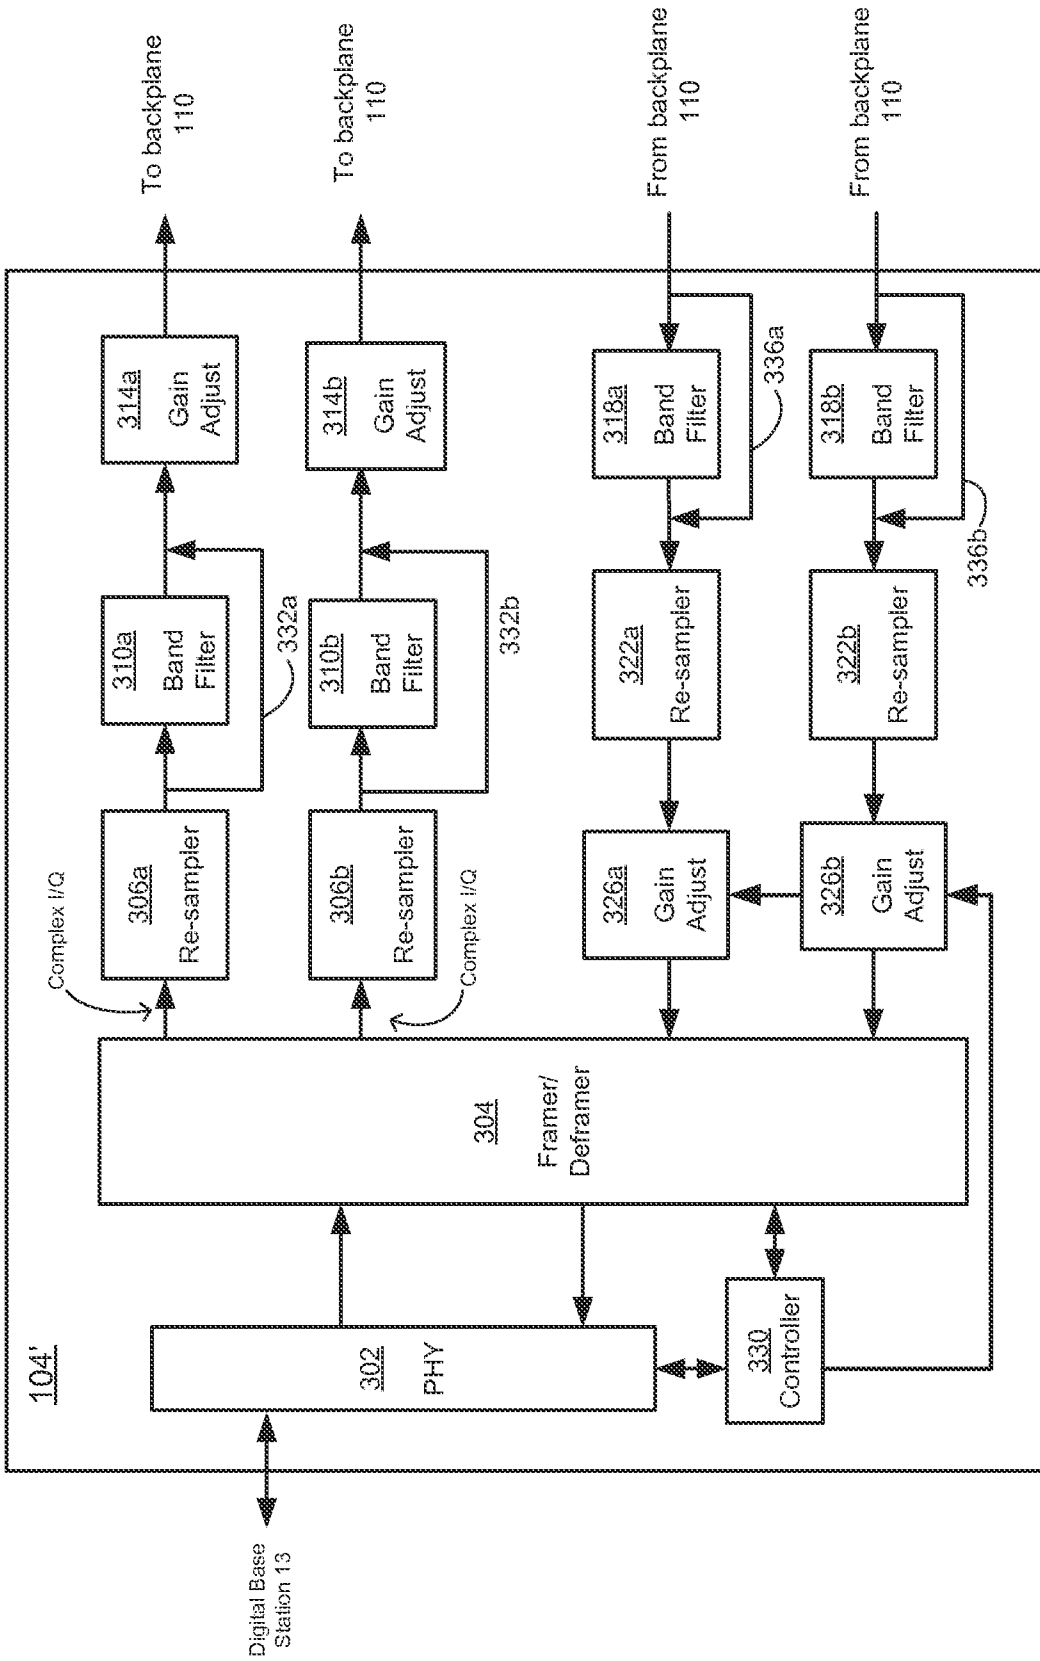 104'
Digital Base
Station 13
302
PHY
330
Controller
304
Framer/
Deframer
Complex I/Q
306a
Re-sampler
310a
Band
Filter
332a
314a
Gain
Adjust
To backplane
110
306b
Re-sampler
Complex I/Q
310b
Band
Filter
332b
314b
Gain
Adjust
To backplane
110
326a
Gain
Adjust
322a
Re-sampler
318a
Band
Filter
336a
From backplane
110
326b
Gain
Adjust
322b
Re-sampler
318b
Band
Filter
336b
From backplane
110